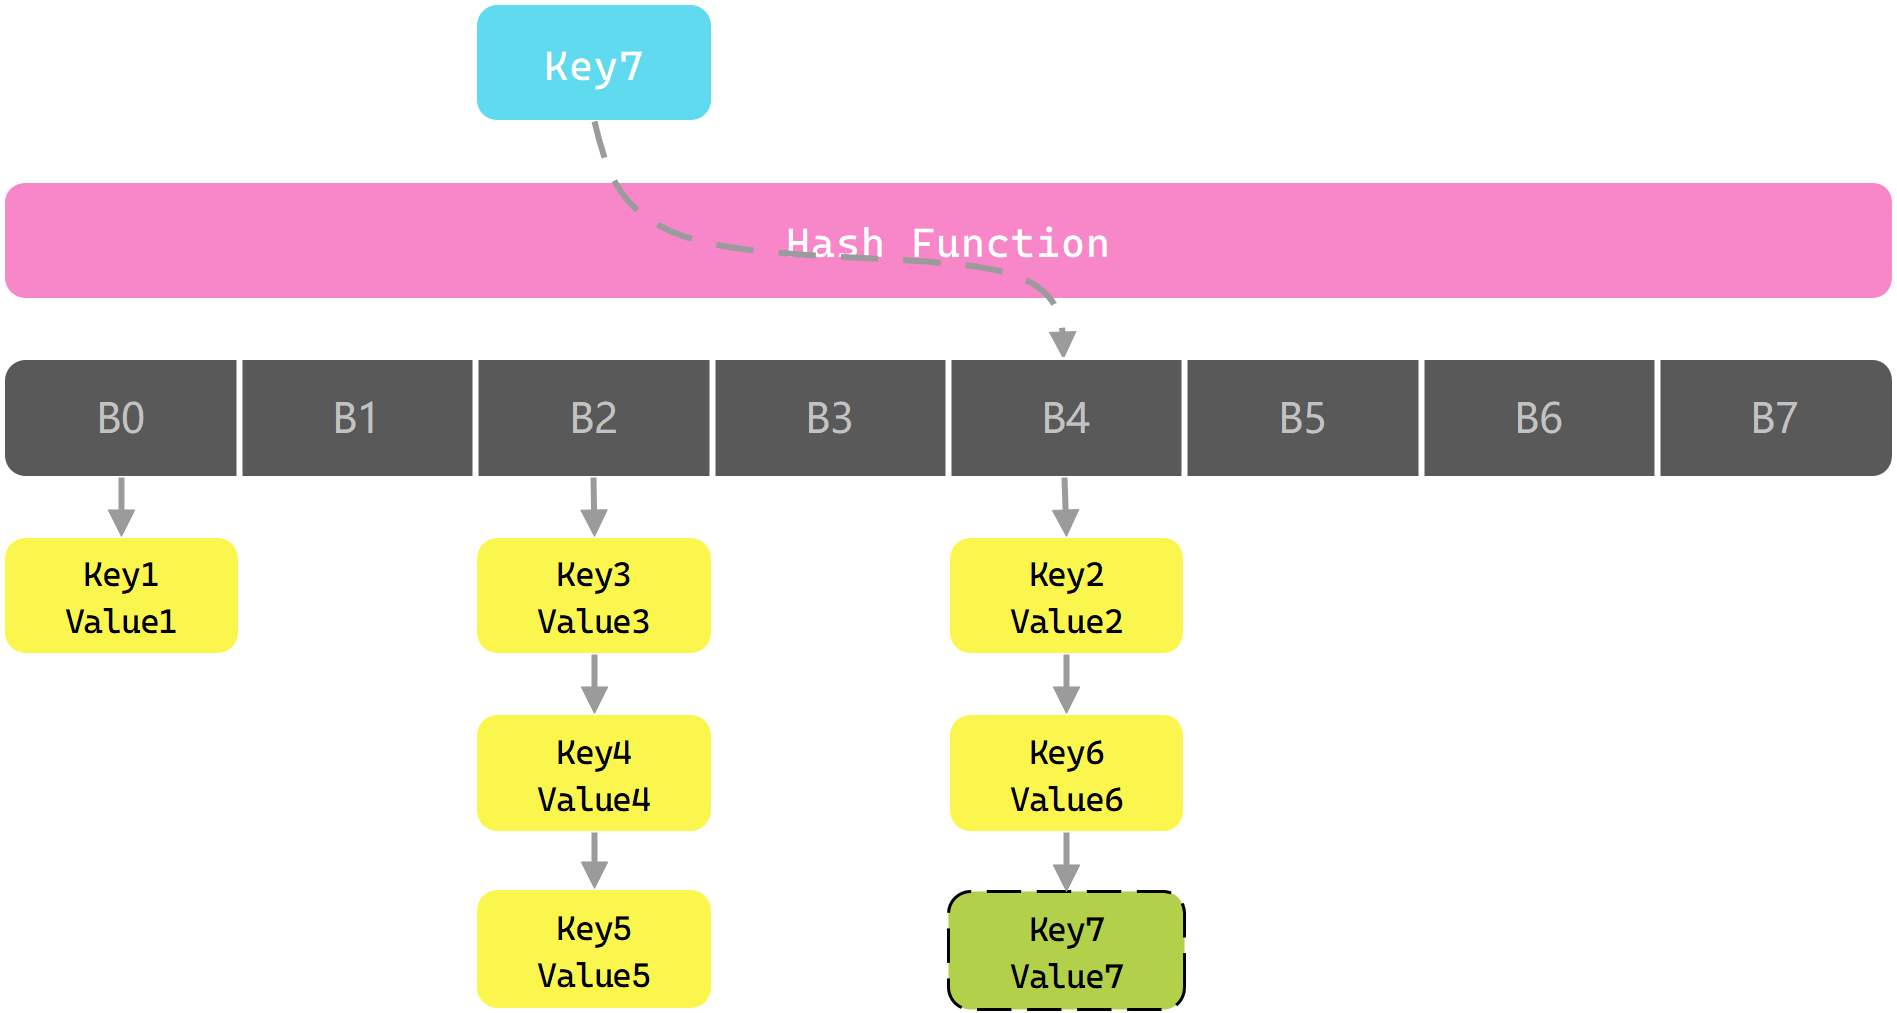 Key7
Hash Function
B0
B1
B2
B3
B4
B5
B6
B7
Key1
Value1
Key3
Value3
Key2
Value2
Key4
Value4
Key6
Value6
Key5
Value5
Key7
Value7